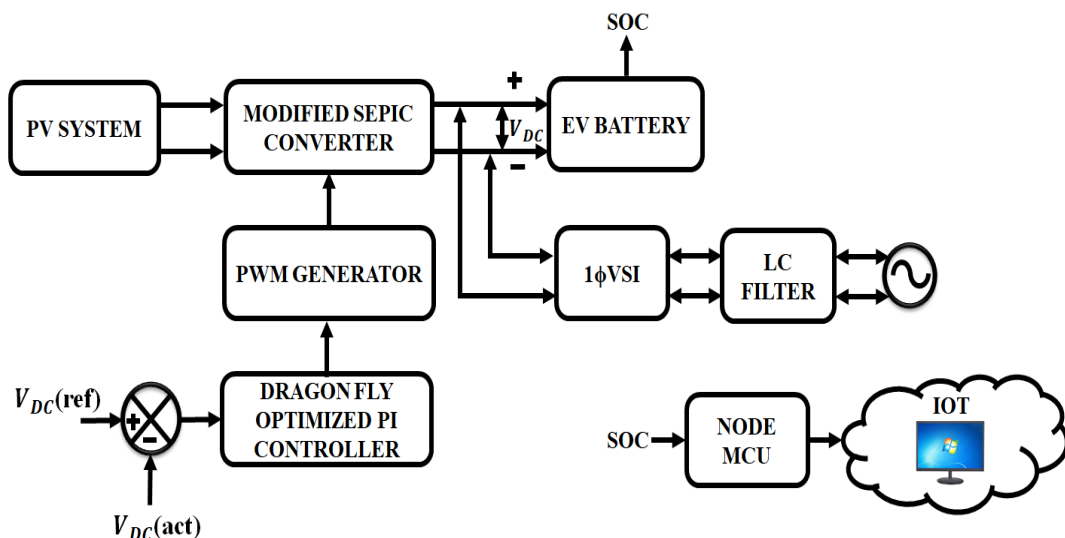 SOC
PV SYSTEM
MODIFIED SEPIC
CONVERTER
+
V_DC
−
EV BATTERY
PWM GENERATOR
1ϕVSI
LC
FILTER
V_DC(ref)
+
−
DRAGON FLY
OPTIMIZED PI
CONTROLLER
V_DC(act)
SOC
NODE
MCU
IOT